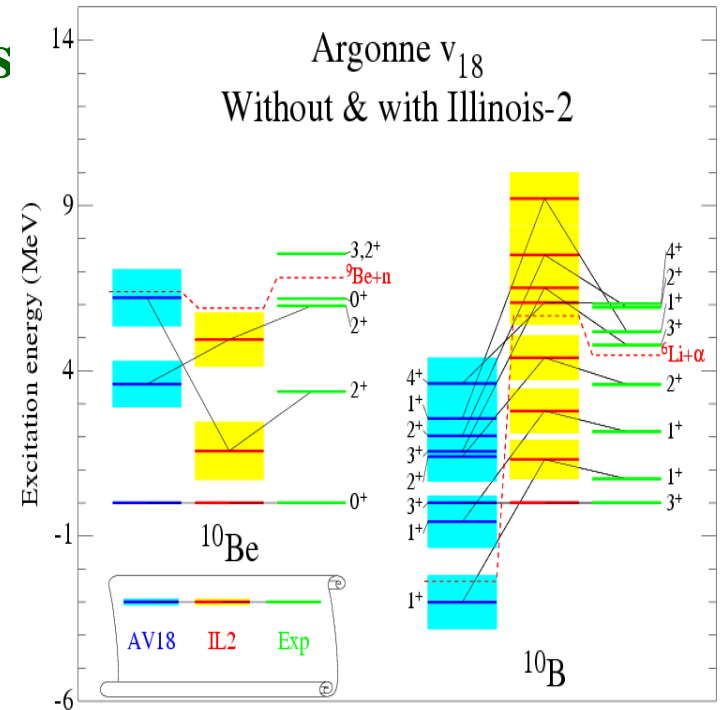 s
Argonne v18
Without & with Illinois-2
Excitation energy (MeV)
14
9
4
-1
-6
3,2+
9Be+n
0+
2+
2+
0+
10Be
4+
1+
2+
3+
2+
3+
1+
1+
4+
2+
1+
3+
6Li+α
2+
1+
1+
3+
10B
AV18 IL2 Exp